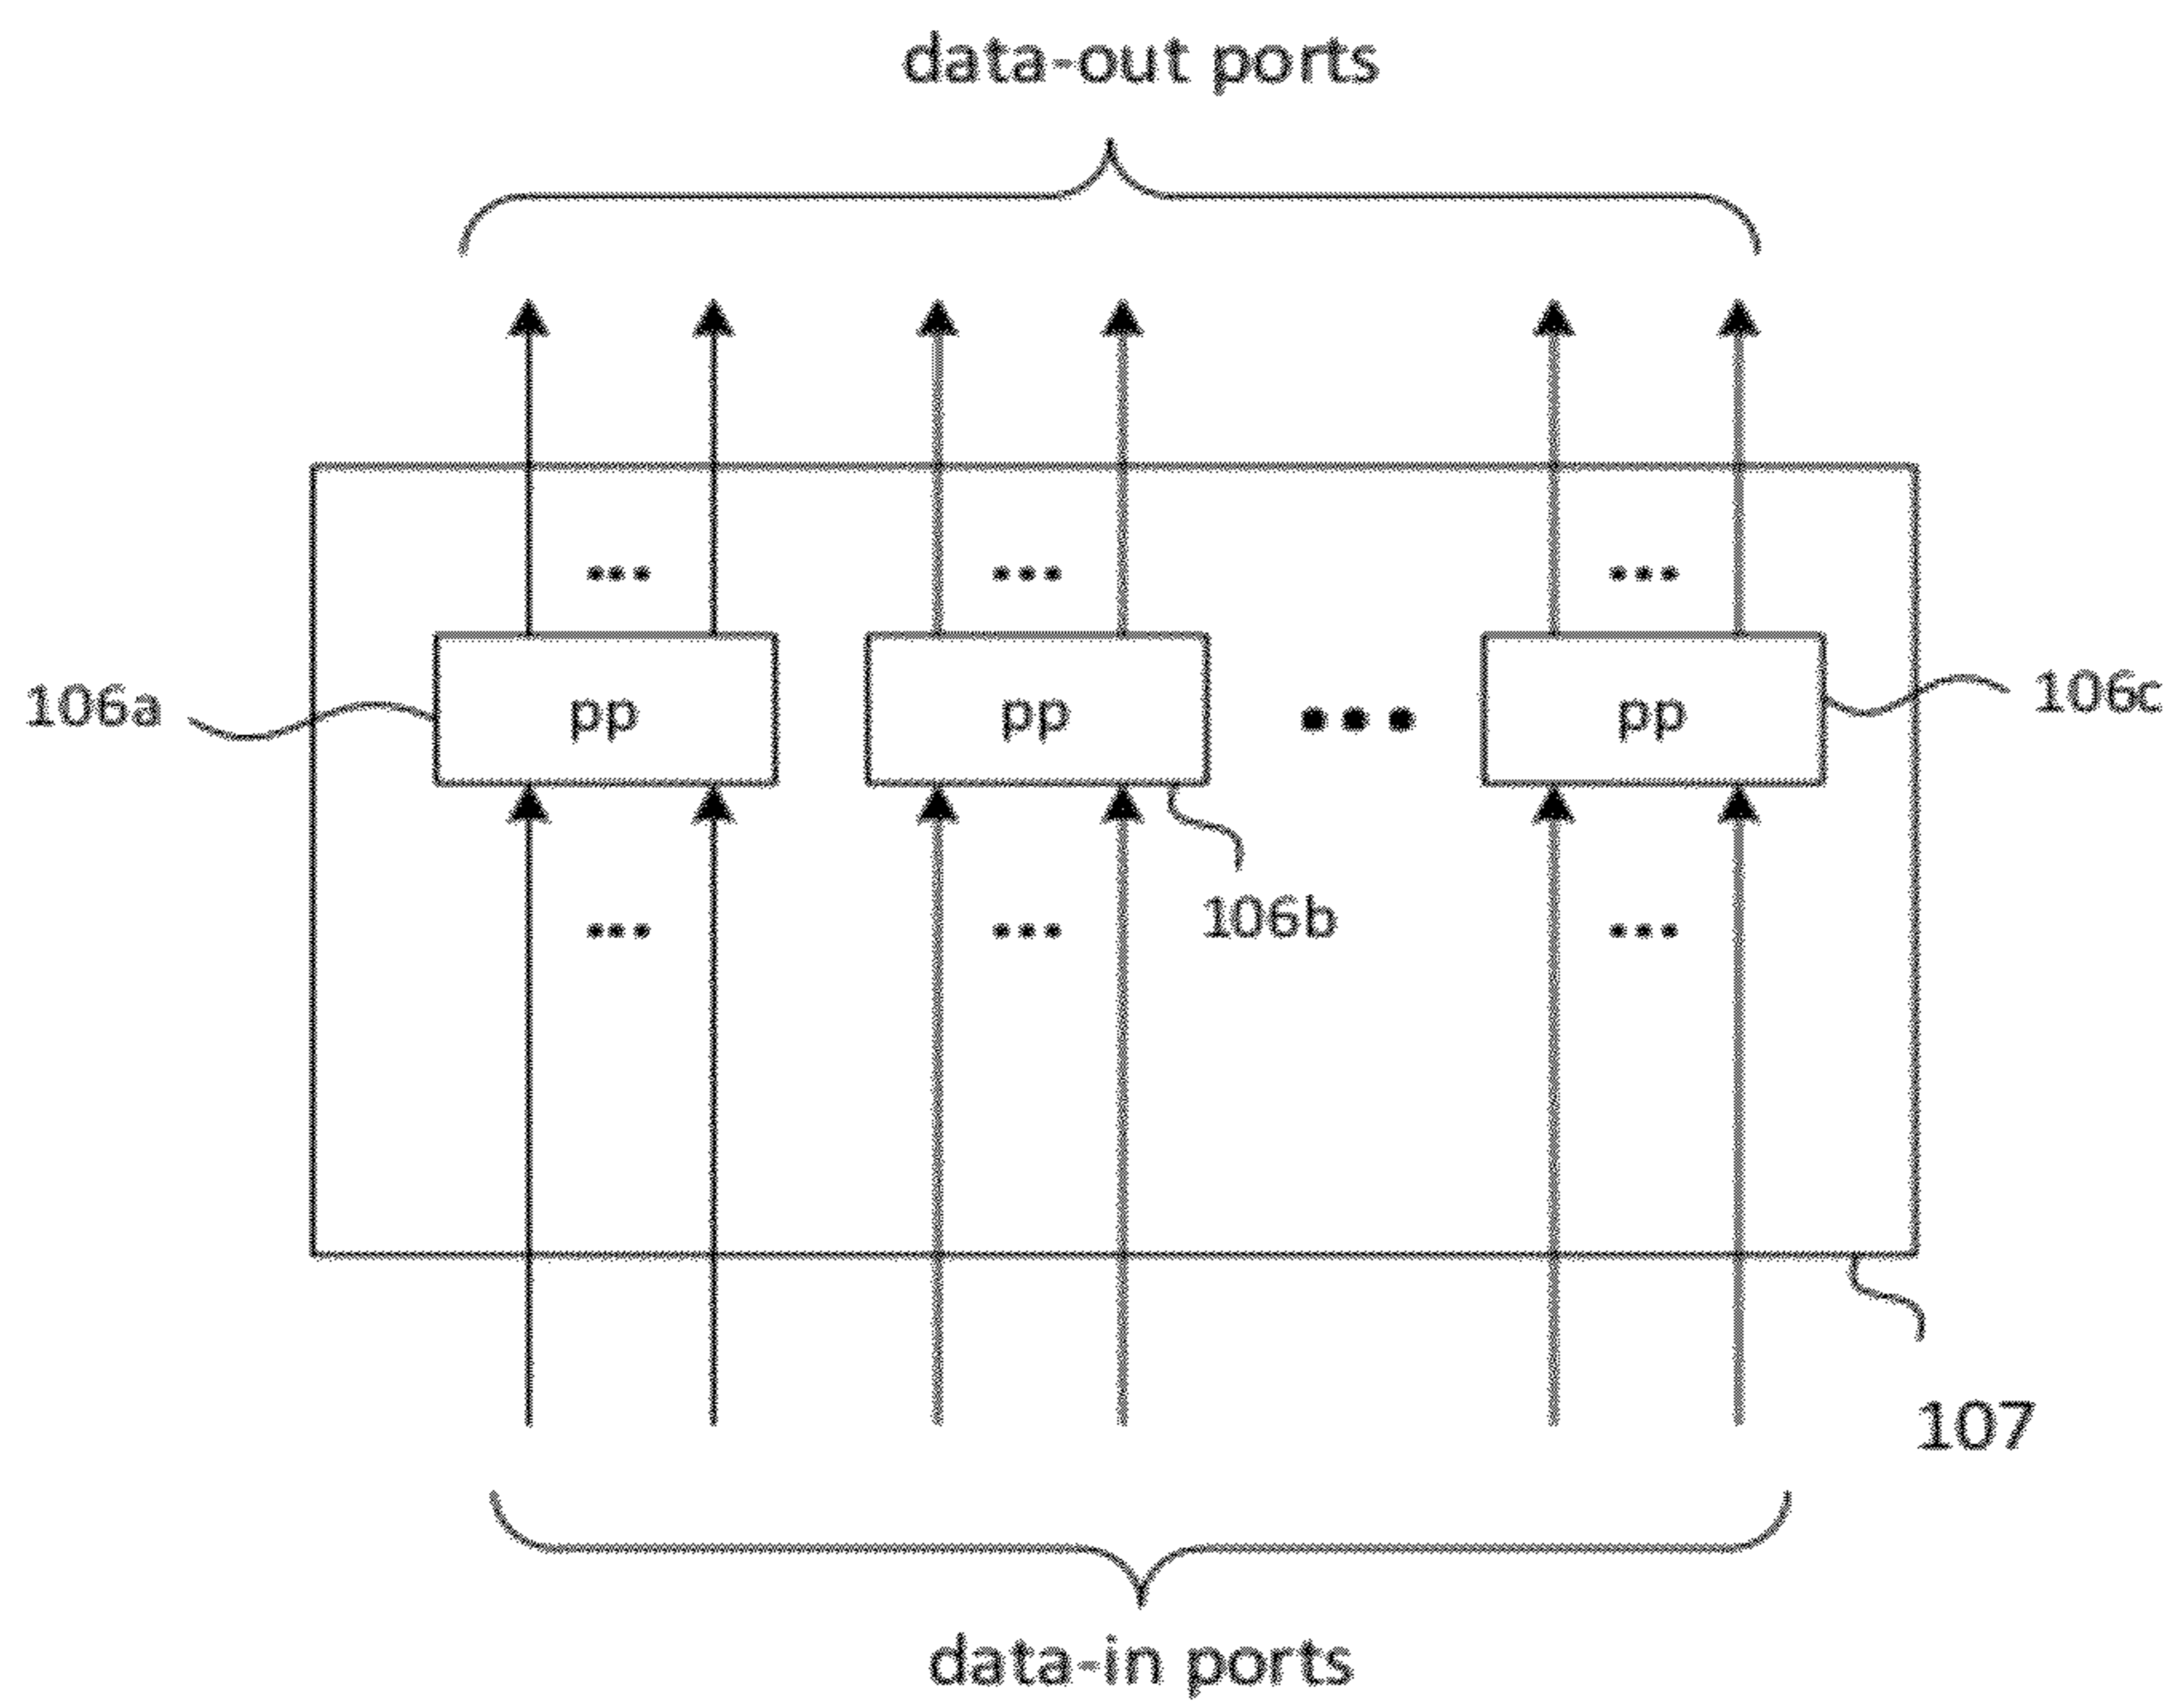 data-out ports
... ... ...
106a pp pp ... pp 106c
... ... ...
106b
107
data-in ports